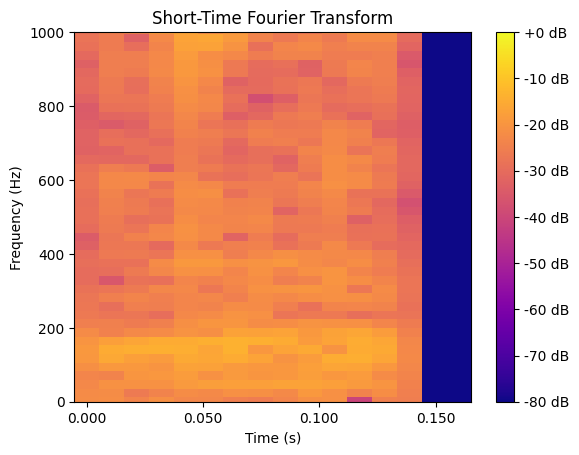 Short-Time Fourier Transform
1000
800
600
400
200
0
Frequency (Hz)
0.000
0.050
0.100
0.150
Time (s)
+0 dB
-10 dB
-20 dB
-30 dB
-40 dB
-50 dB
-60 dB
-70 dB
-80 dB